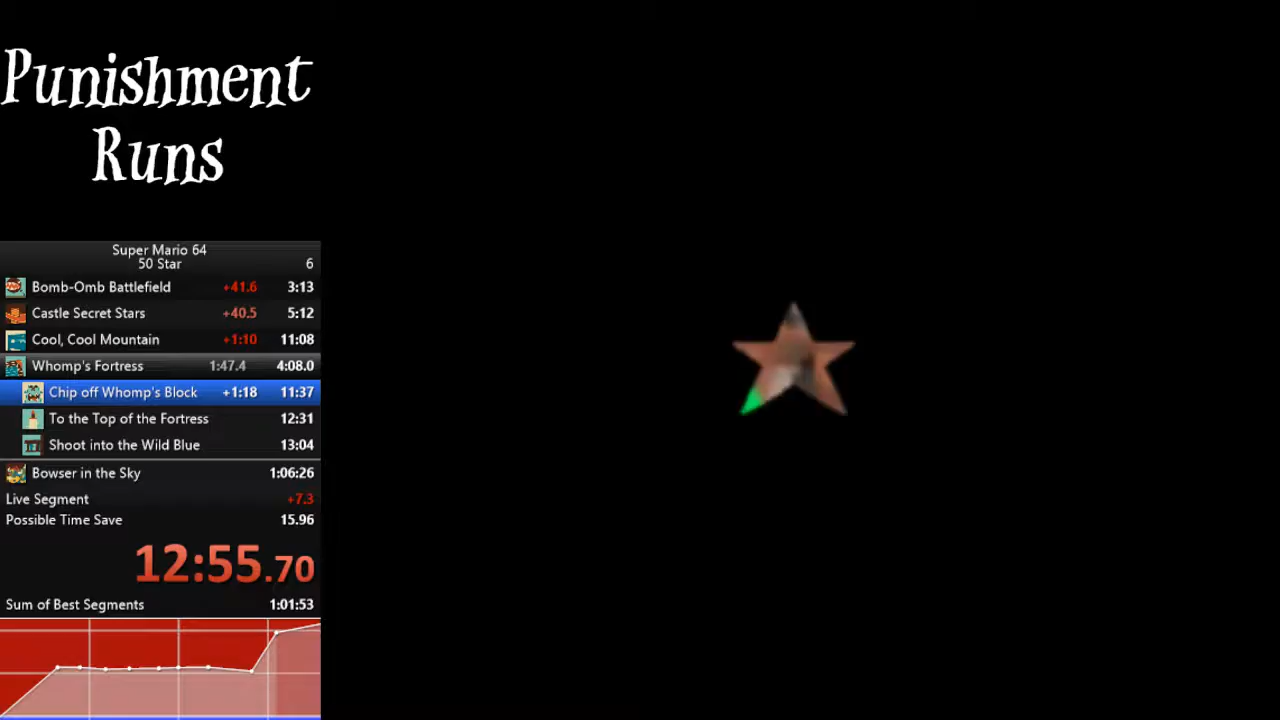 Punishment
Runs
Super Mario 64
50 Star 6
Bomb-Omb Battlefield +41.6 3:13
Castle Secret Stars +40.5 5:12
Cool, Cool Mountain +1:10 11:08
Whomp's Fortress 1:47.4 4:08.0
Chip off Whomp's Block +1:18 11:37
To the Top of the Fortress 12:31
Shoot into the Wild Blue 13:04
Bowser in the Sky 1:06:26
Live Segment +7.3
Possible Time Save 15.96
12:55.70
Sum of Best Segments 1:01:53